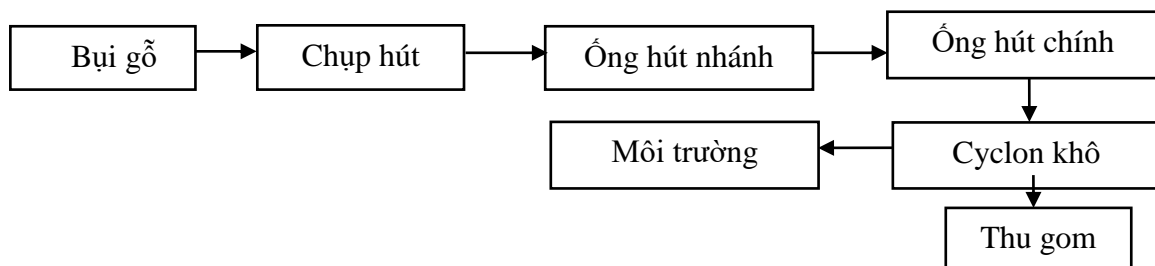 Bụi gỗ
Chụp hút
Ống hút nhánh
Ống hút chính
Môi trường
Cyclon khô
Thu gom